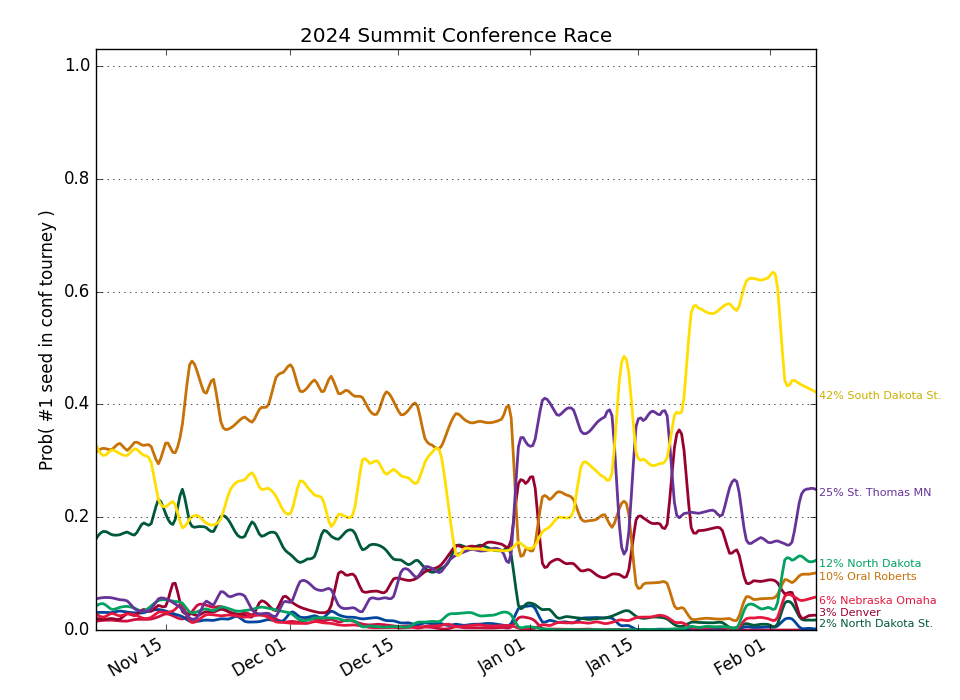 2024 Summit Conference Race
Prob( #1 seed in conf tourney )
1.0
0.8
0.6
0.4
0.2
0.0
Nov 15
Dec 01
Dec 15
Jan 01
Jan 15
Feb 01
42% South Dakota St.
25% St. Thomas MN
12% North Dakota
10% Oral Roberts
6% Nebraska Omaha
3% Denver
2% North Dakota St.